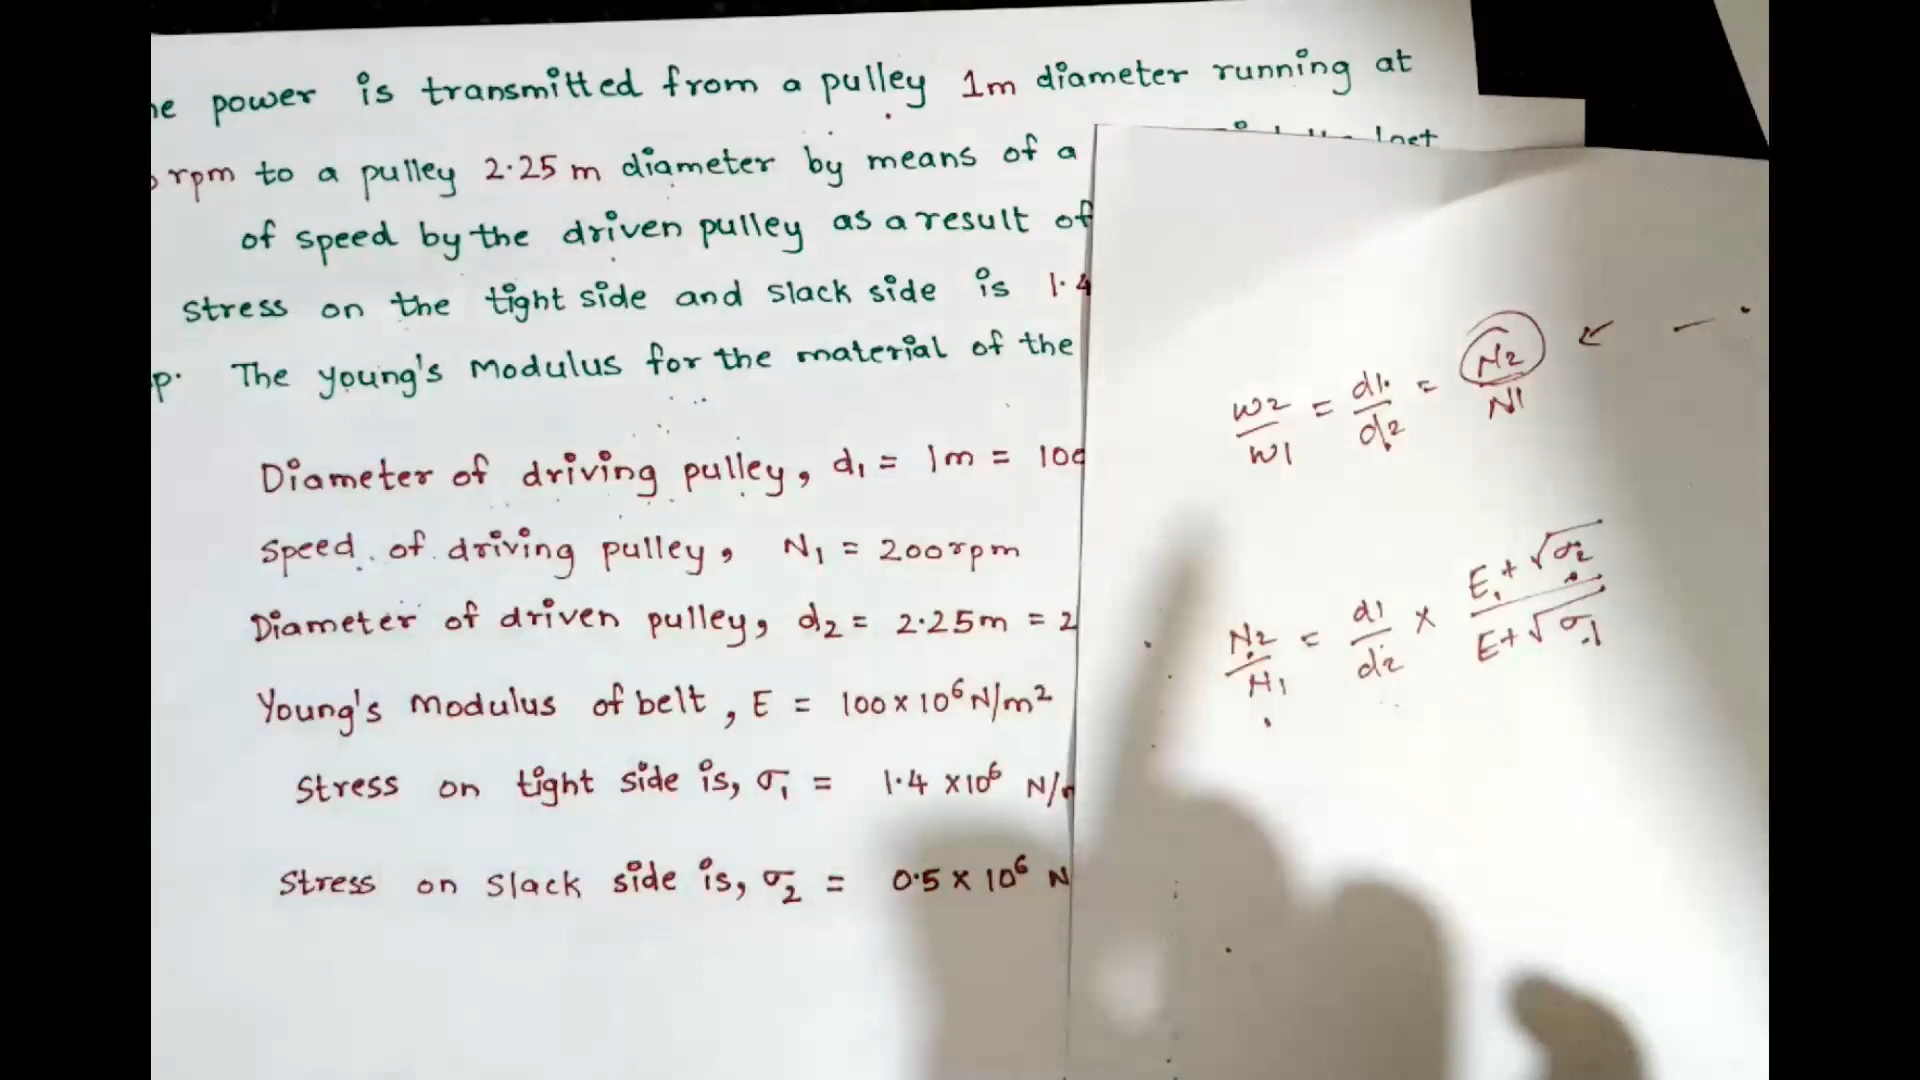 he power is transmitted from a pulley 1m diameter running at
rpm to a pulley 2.25 m diameter by means of a lost
of speed by the driven pulley as a result of
stress on the tight side and slack side is 1.4
p. The young's Modulus for the material of the
Diameter of driving pulley, d₁ = 1m = 100
Speed of driving pulley, N₁ = 200rpm
Diameter of driven pulley, d₂ = 2.25m = 2
Young's Modulus of belt, E = 100 x 10⁶ N/m²
Stress on tight side is, σ₁ = 1.4 x10⁶ N/
Stress on slack side is, σ₂ = 0.5 x 10⁶ N
w2/w1 = d1/d2 = N2/N1
N2/N1 = d1/d2 x E+√σ2/E+√σ1